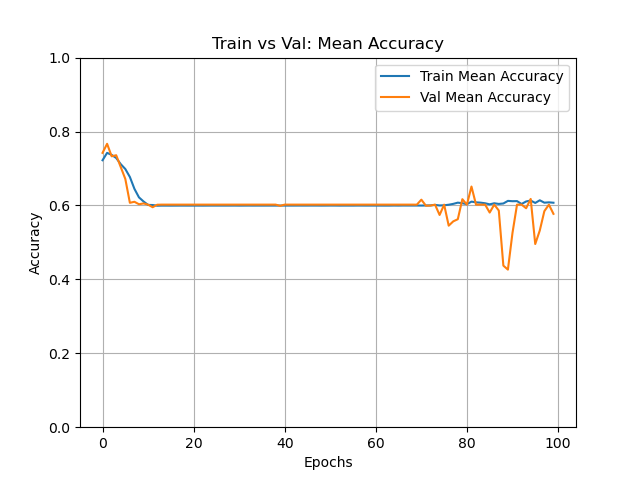 Train vs Val: Mean Accuracy
Train Mean Accuracy
Val Mean Accuracy
1.0
0.8
0.6
0.4
0.2
0.0
Accuracy
0 20 40 60 80 100
Epochs